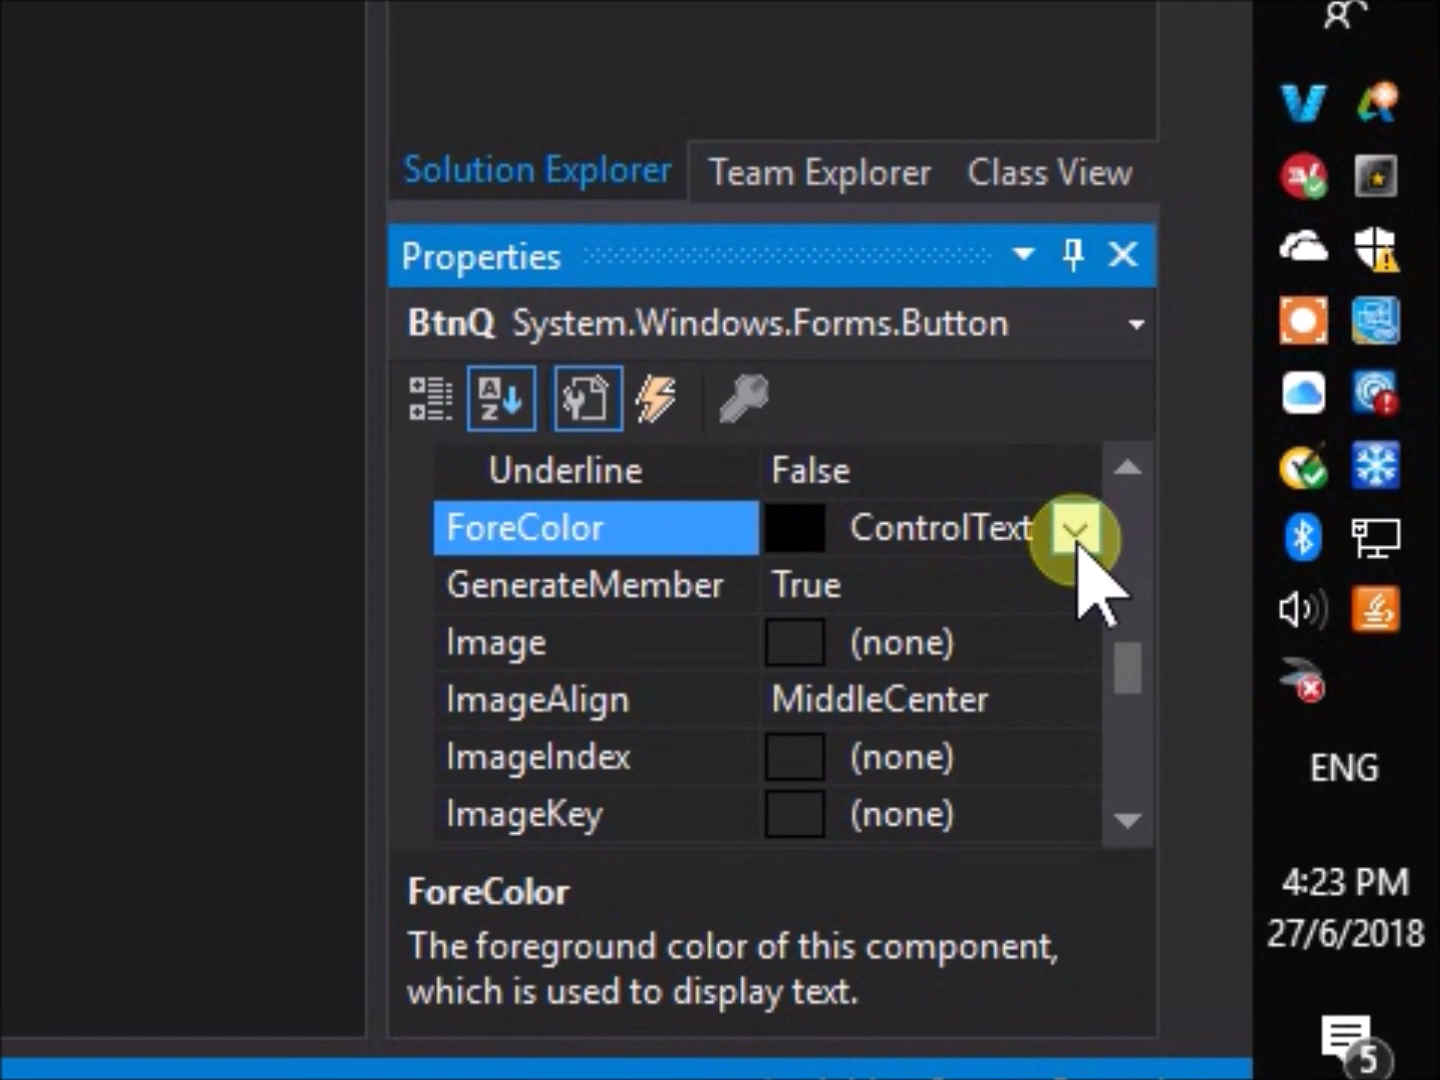 Solution Explorer Team Explorer Class View
Properties
BtnQ System.Windows.Forms.Button
Underline False
ForeColor ControlText
GenerateMember True
Image (none)
ImageAlign MiddleCenter
ImageIndex (none)
ImageKey (none)
ForeColor
The foreground color of this component,
which is used to display text.
ENG
4:23 PM
27/6/2018
5